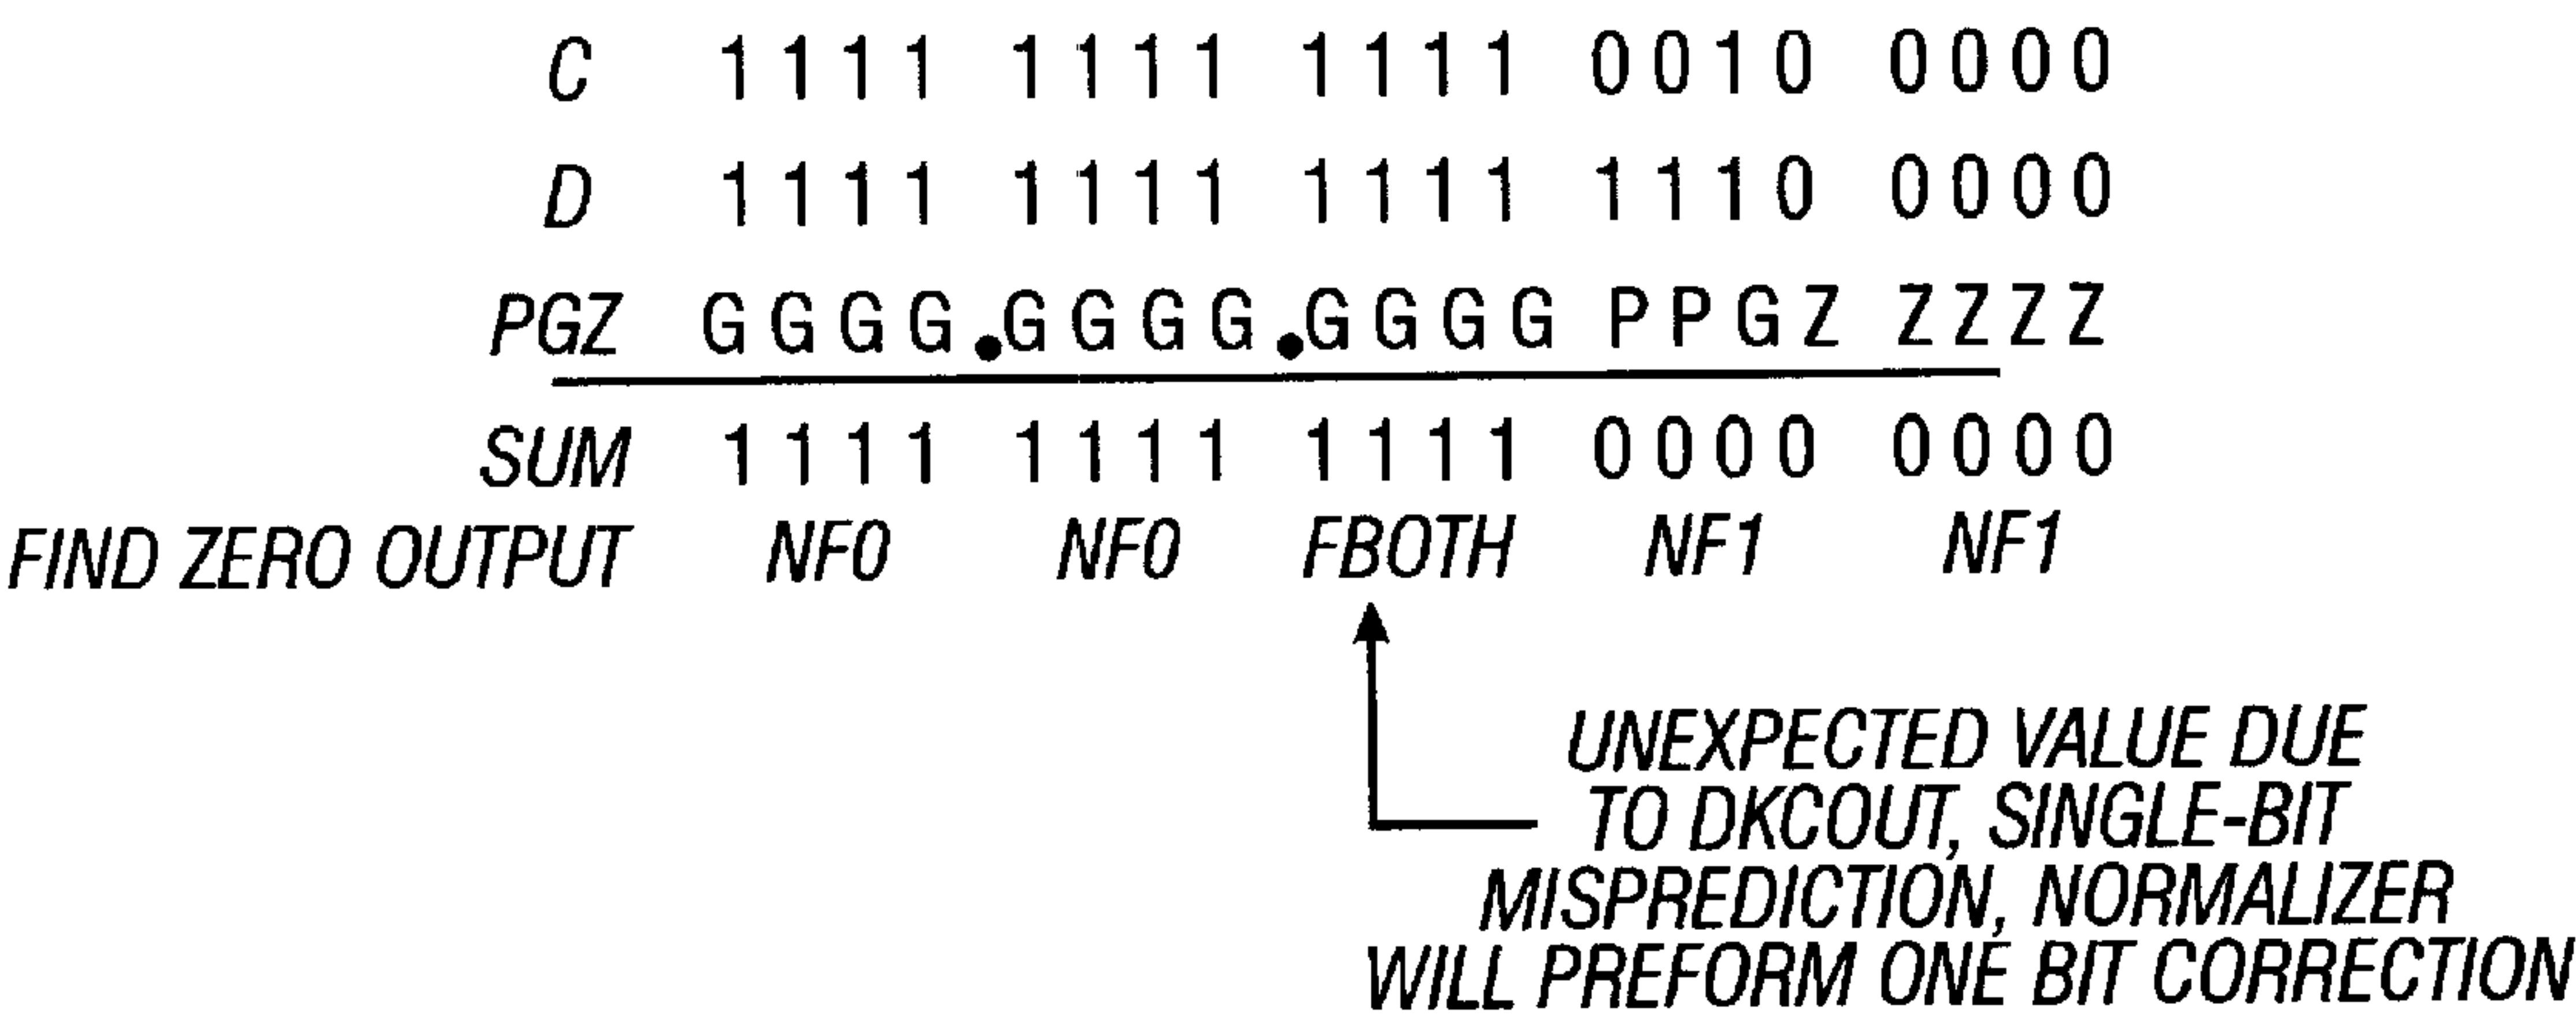 C 1111 1111 1111 0010 0000
D 1111 1111 1111 1110 0000
PGZ GGGG.GGGG.GGGG PPGZ ZZZZ
SUM 1111 1111 1111 0000 0000
FIND ZERO OUTPUT NF0 NF0 FBOTH NF1 NF1
UNEXPECTED VALUE DUE
TO DKCOUT, SINGLE-BIT
MISPREDICTION, NORMALIZER
WILL PREFORM ONE BIT CORRECTION